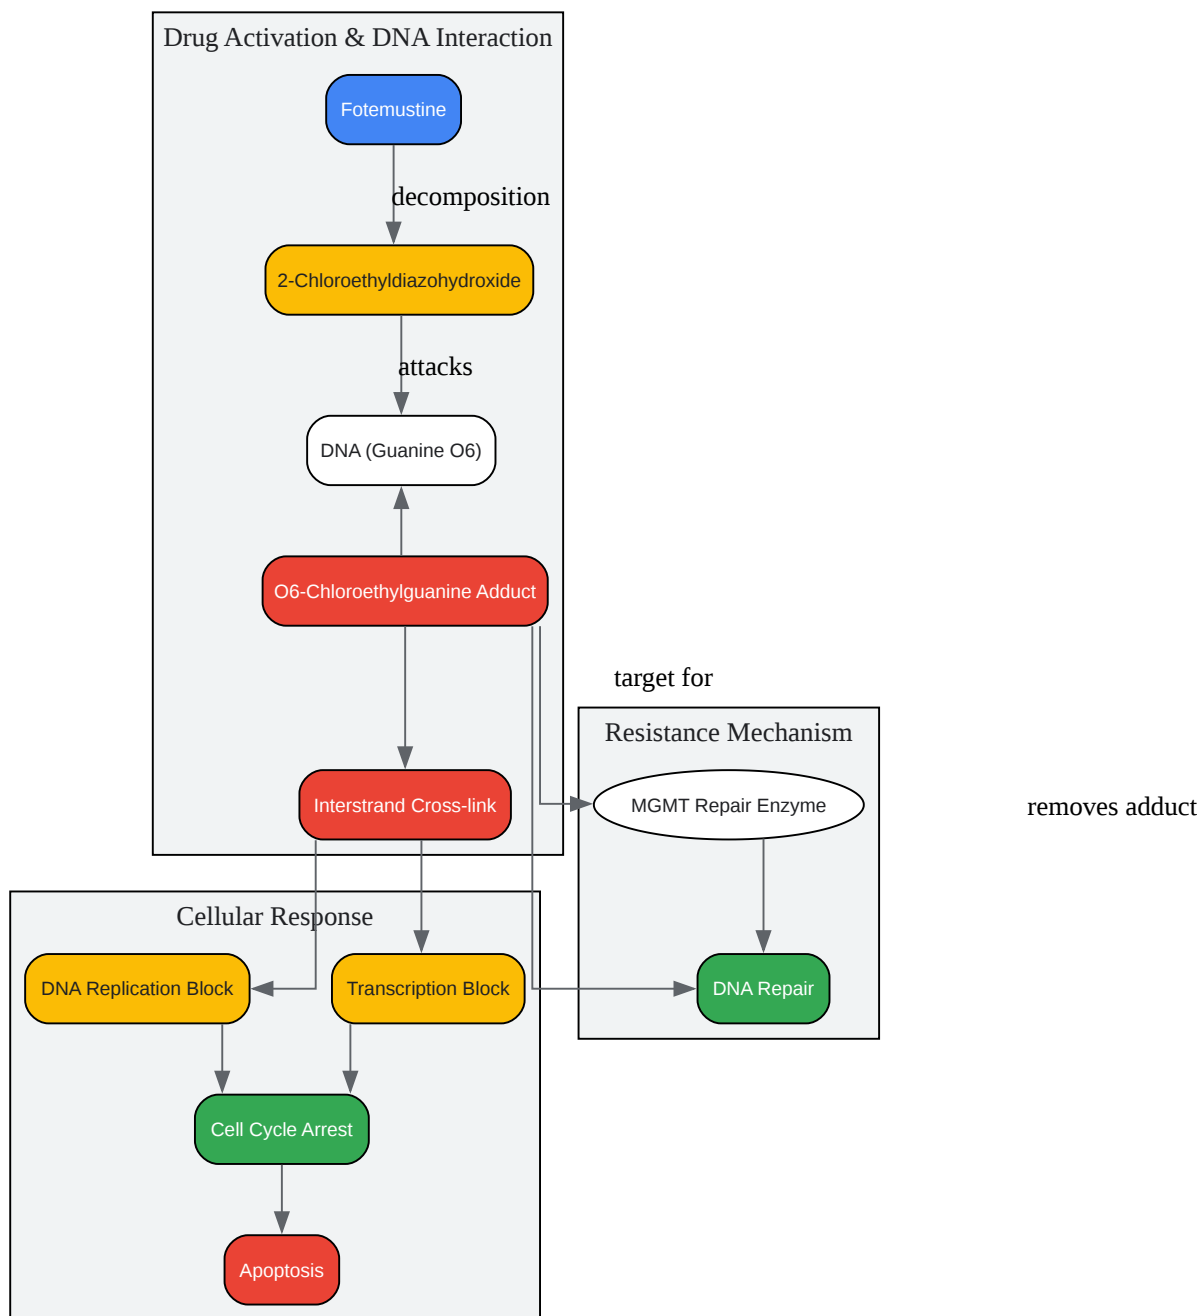 Drug Activation & DNA Interaction
Fotemustine
decomposition
2-Chloroethyldiazohydroxide
attacks
DNA (Guanine O6)
O6-Chloroethylguanine Adduct
target for
Resistance Mechanism
Interstrand Cross-link
MGMT Repair Enzyme
removes adduct
Cellular Response
DNA Replication Block
Transcription Block
DNA Repair
Cell Cycle Arrest
Apoptosis